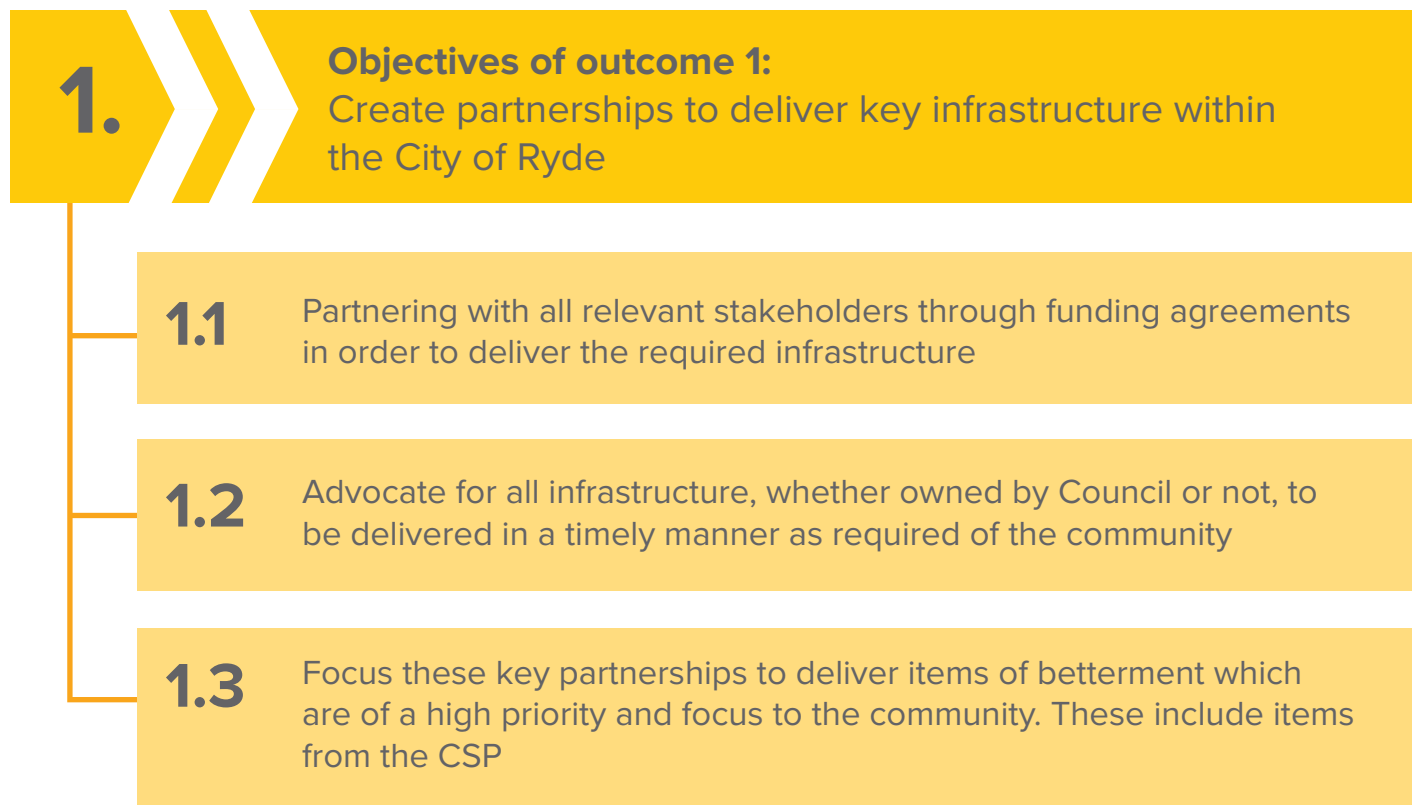 1.
Objectives of outcome 1:
Create partnerships to deliver key infrastructure within
the City of Ryde
1.1
Partnering with all relevant stakeholders through funding agreements
in order to deliver the required infrastructure
1.2
Advocate for all infrastructure, whether owned by Council or not, to
be delivered in a timely manner as required of the community
1.3
Focus these key partnerships to deliver items of betterment which
are of a high priority and focus to the community. These include items
from the CSP